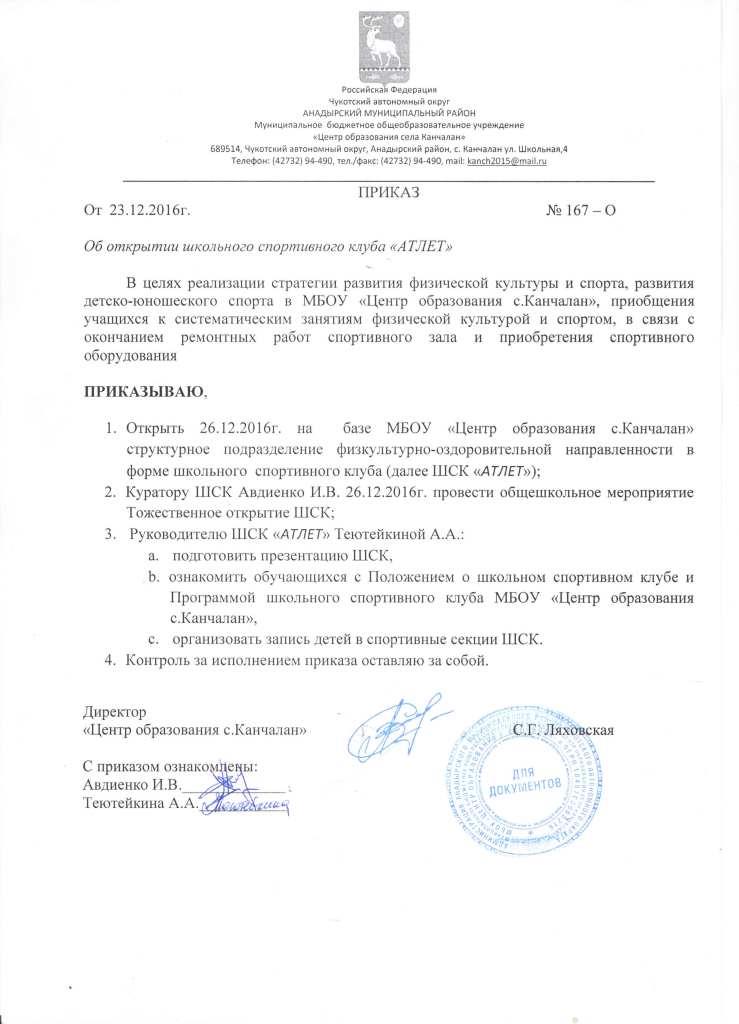 Российская Федерация
Чукотский автономный округ
АНАДЫРСКИЙ МУНИЦИПАЛЬНЫЙ РАЙОН
Муниципальное бюджетное общеобразовательное учреждение
«Центр образования села Канчалан»
689514, Чукотский автономный округ, Анадырский район, с. Канчалан ул. Школьная,4
Телефон: (42732) 94-490, тел./факс: (42732) 94-490, mail: kanch2015@mail.ru
ПРИКАЗ
От 23.12.2016г. № 167 – О
Об открытии школьного спортивного клуба «АТЛЕТ»
В целях реализации стратегии развития физической культуры и спорта, развития
детско-юношеского спорта в МБОУ «Центр образования с.Канчалан», приобщения
учащихся к систематическим занятиям физической культурой и спортом, в связи с
окончанием ремонтных работ спортивного зала и приобретения спортивного
оборудования
ПРИКАЗЫВАЮ,
1. Открыть 26.12.2016г. на базе МБОУ «Центр образования с.Канчалан»
структурное подразделение физкультурно-оздоровительной направленности в
форме школьного спортивного клуба (далее ШСК «АТЛЕТ»);
2. Куратору ШСК Авдиенко И.В. 26.12.2016г. провести общешкольное мероприятие
Тожественное открытие ШСК;
3. Руководителю ШСК «АТЛЕТ» Теютейкиной А.А.:
a. подготовить презентацию ШСК,
b. ознакомить обучающихся с Положением о школьном спортивном клубе и
Программой школьного спортивного клуба МБОУ «Центр образования
с.Канчалан»,
c. организовать запись детей в спортивные секции ШСК.
4. Контроль за исполнением приказа оставляю за собой.
Директор
«Центр образования с.Канчалан» С.Г. Ляховская
С приказом ознакомлены:
Авдиенко И.В.
Теютейкина А.А.
ДЛЯ
ДОКУМЕНТОВ